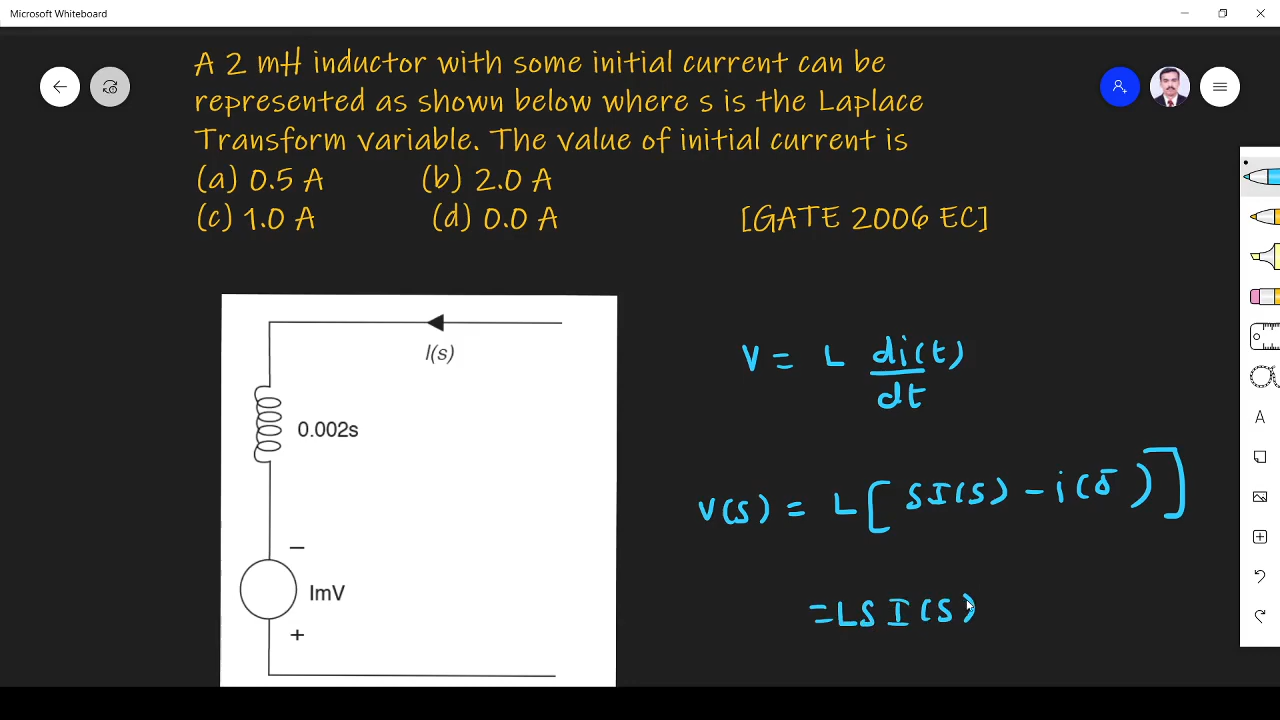 Microsoft Whiteboard
A 2 mH inductor with some initial current can be
represented as shown below where s is the Laplace
Transform variable. The value of initial current is
(a) 0.5 A (b) 2.0 A
(c) 1.0 A (d) 0.0 A [GATE 2006 EC]
I(s)
0.002s
−
ImV
+
V = L di(t)
dt
V(s) = L[ SI(S) - i(0⁻)]
= LS I(S)
A